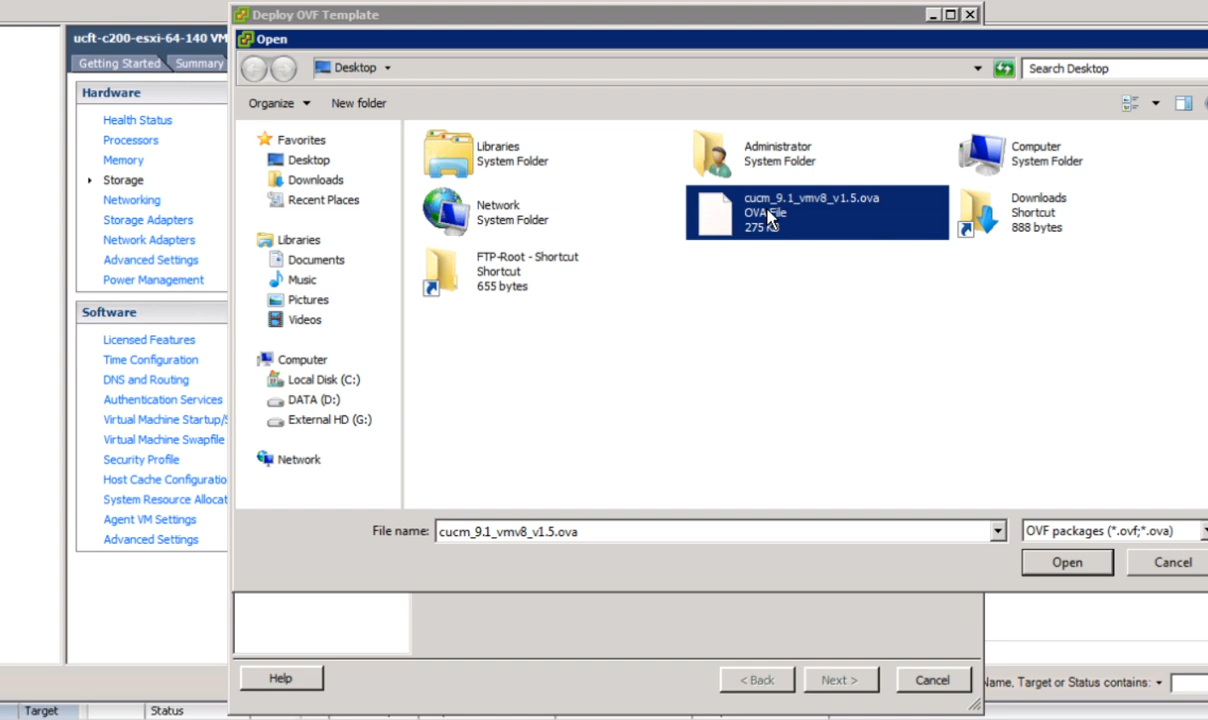 Deploy OVF Template
ucft-c200-esxi-64-140 VM
Getting Started
Summary
Hardware
Health Status
Processors
Memory
Storage
Networking
Storage Adapters
Network Adapters
Advanced Settings
Power Management
Software
Licensed Features
Time Configuration
DNS and Routing
Authentication Services
Virtual Machine Startup/
Virtual Machine Swapfile
Security Profile
Host Cache Configuratio
System Resource Allocat
Agent VM Settings
Advanced Settings
Open
Desktop
Search Desktop
Organize
New folder
Favorites
Desktop
Downloads
Recent Places
Libraries
Documents
Music
Pictures
Videos
Computer
Local Disk (C:)
DATA (D:)
External HD (G:)
Network
Libraries
System Folder
Administrator
System Folder
Computer
System Folder
Network
System Folder
cucm_9.1_vmv8_v1.5.ova
OVA File
275
Downloads
Shortcut
888 bytes
FTP-Root - Shortcut
Shortcut
655 bytes
File name: cucm_9.1_vmv8_v1.5.ova
OVF packages (*.ovf;*.ova)
Open
Cancel
Help
< Back
Next >
Cancel
Name, Target or Status contains:
Target
Status